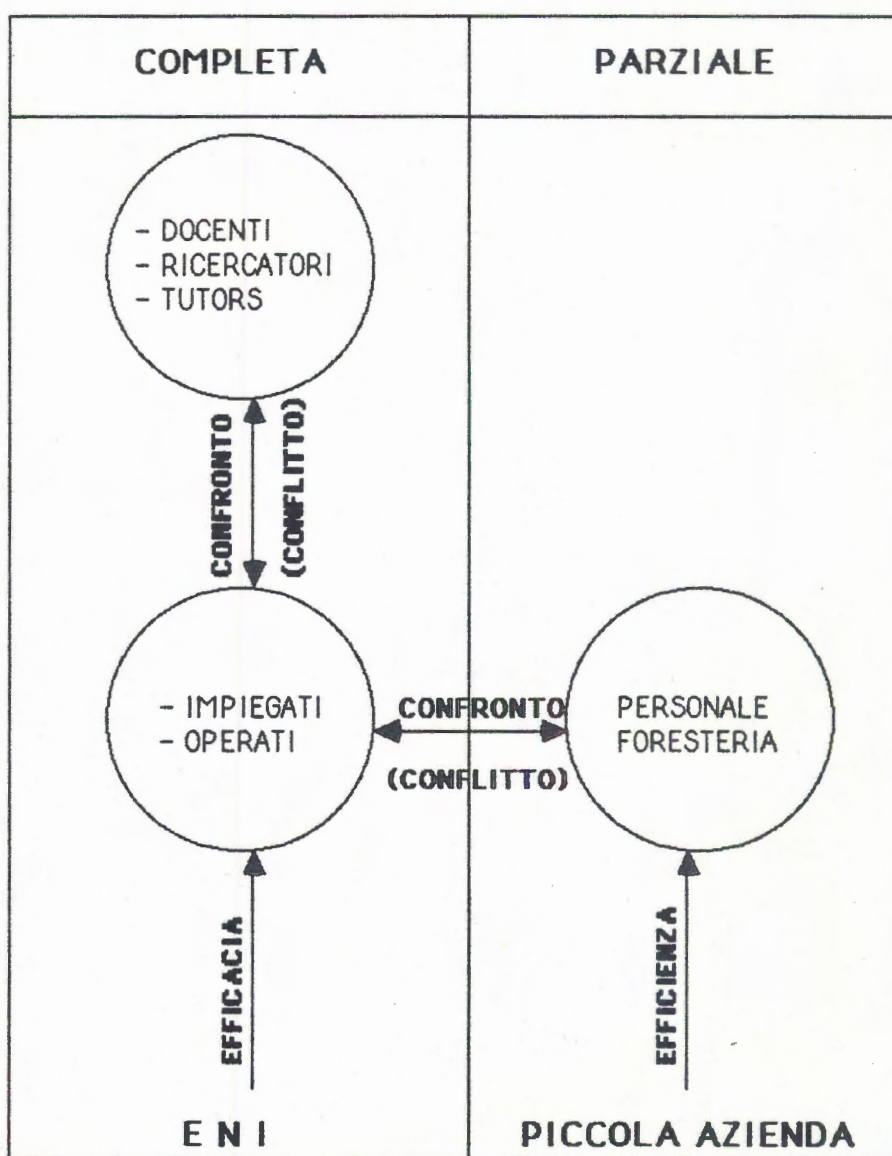 COMPLETA
PARZIALE
- DOCENTI
- RICERCATORI
- TUTORS
CONFRONTO
(CONFLITTO)
- IMPIEGATI
- OPERATI
CONFRONTO
(CONFLITTO)
PERSONALE
FORESTERIA
EFFICACIA
EFFICIENZA
E N I
PICCOLA AZIENDA